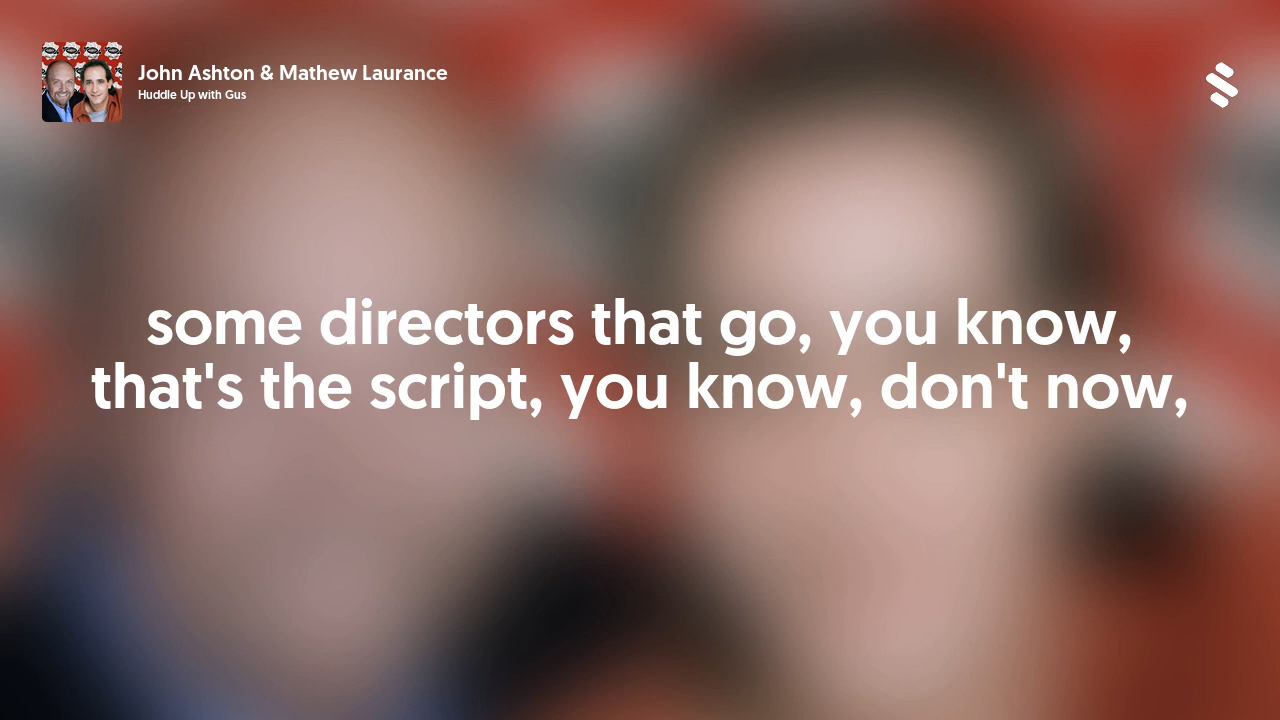 John Ashton & Mathew Laurance
Huddle Up with Gus
some directors that go, you know,
that's the script, you know, don't now,